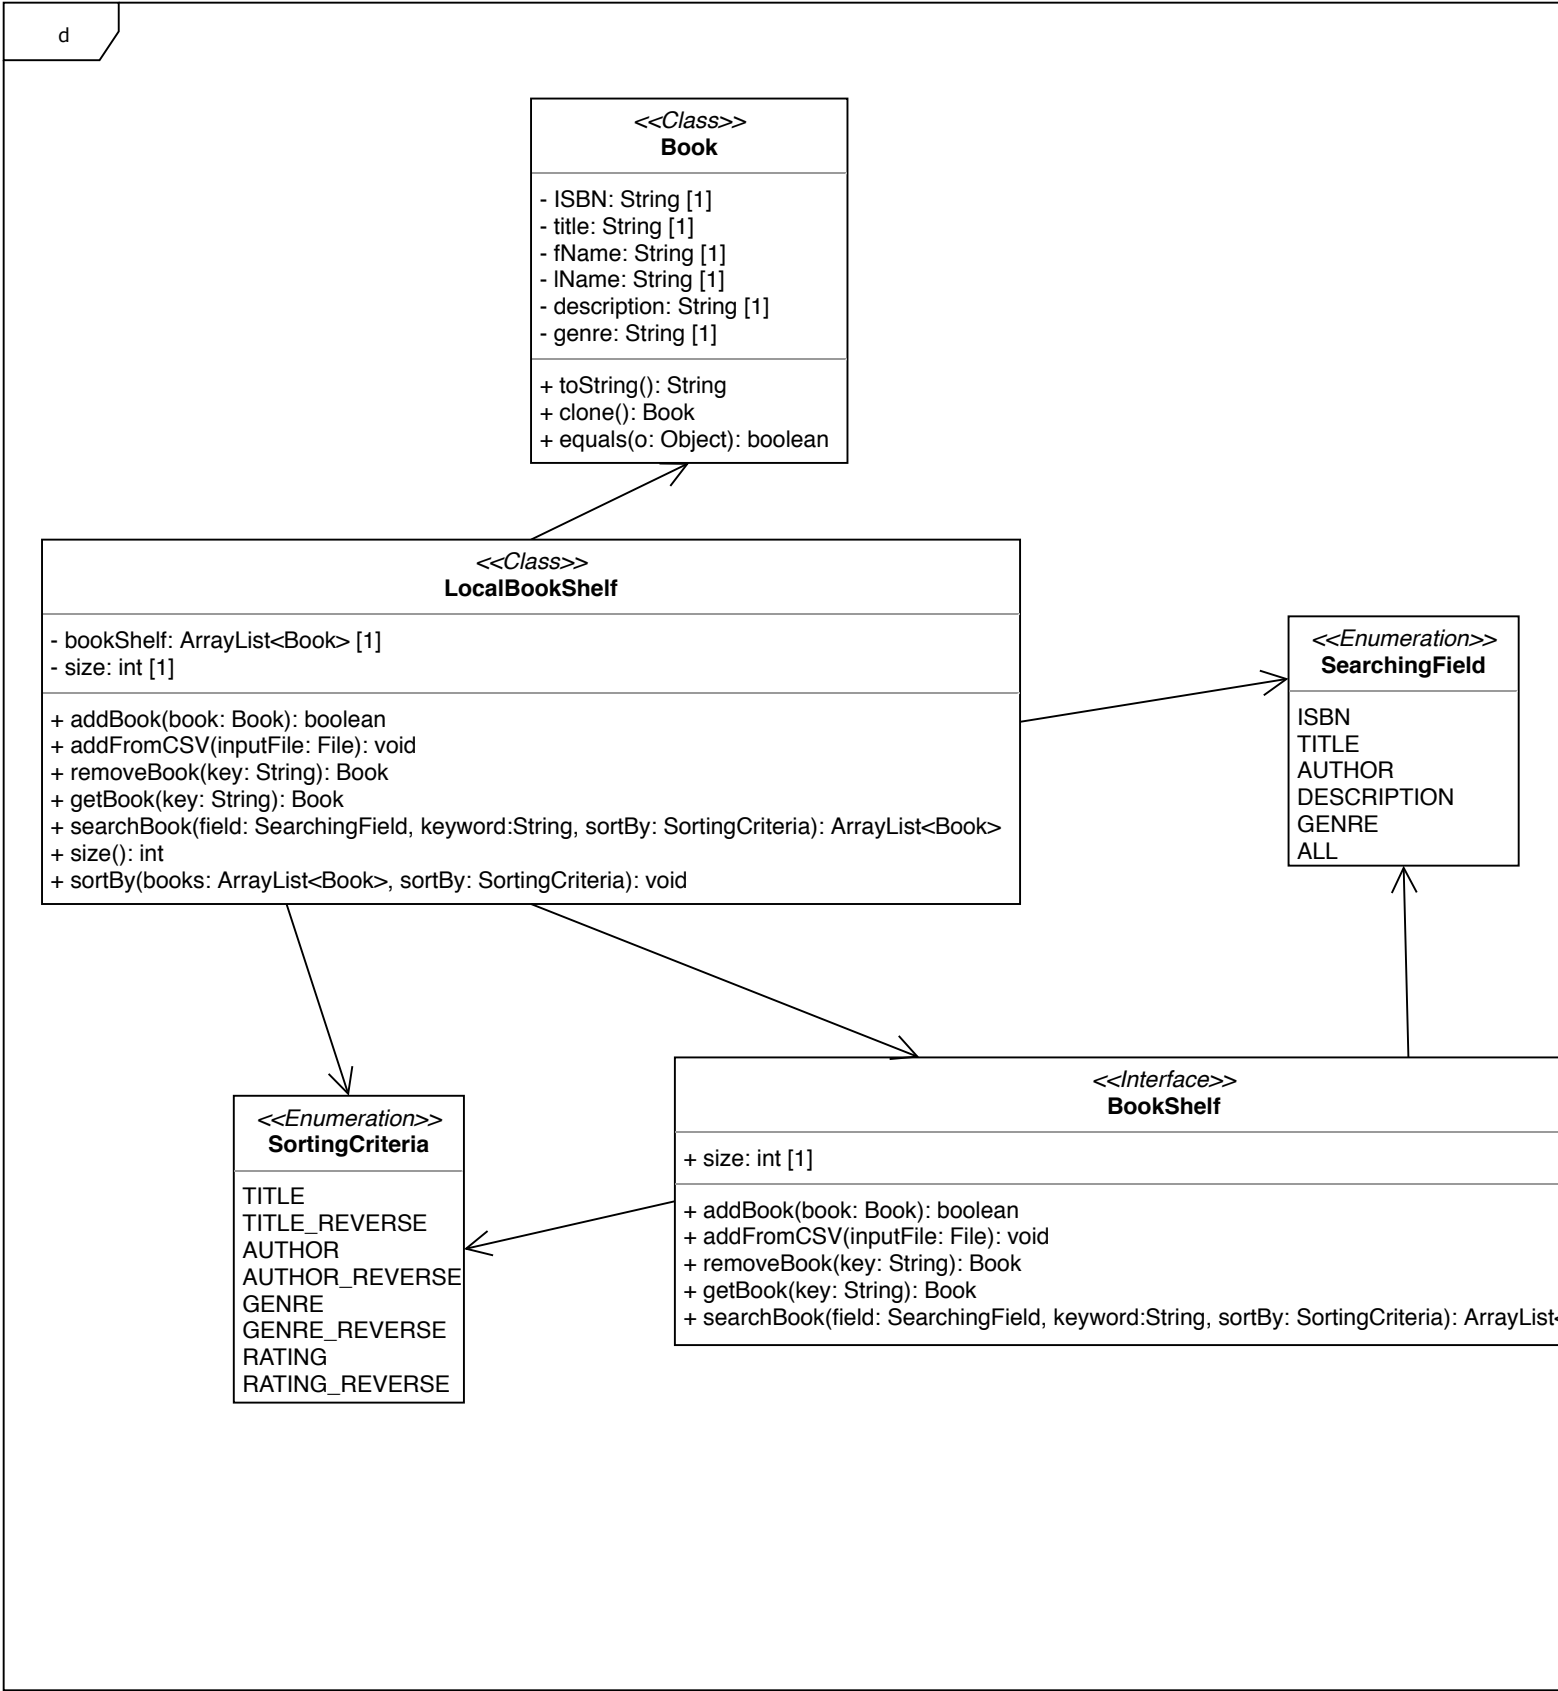 d
<<Class>>
Book
- ISBN: String [1]
- title: String [1]
- fName: String [1]
- lName: String [1]
- description: String [1]
- genre: String [1]
+ toString(): String
+ clone(): Book
+ equals(o: Object): boolean
<<Class>>
LocalBookShelf
- bookShelf: ArrayList<Book> [1]
- size: int [1]
+ addBook(book: Book): boolean
+ addFromCSV(inputFile: File): void
+ removeBook(key: String): Book
+ getBook(key: String): Book
+ searchBook(field: SearchingField, keyword:String, sortBy: SortingCriteria): ArrayList<Book>
+ size(): int
+ sortBy(books: ArrayList<Book>, sortBy: SortingCriteria): void
<<Enumeration>>
SearchingField
ISBN
TITLE
AUTHOR
DESCRIPTION
GENRE
ALL
<<Enumeration>>
SortingCriteria
TITLE
TITLE_REVERSE
AUTHOR
AUTHOR_REVERSE
GENRE
GENRE_REVERSE
RATING
RATING_REVERSE
<<Interface>>
BookShelf
+ size: int [1]
+ addBook(book: Book): boolean
+ addFromCSV(inputFile: File): void
+ removeBook(key: String): Book
+ getBook(key: String): Book
+ searchBook(field: SearchingField, keyword:String, sortBy: SortingCriteria): ArrayList<